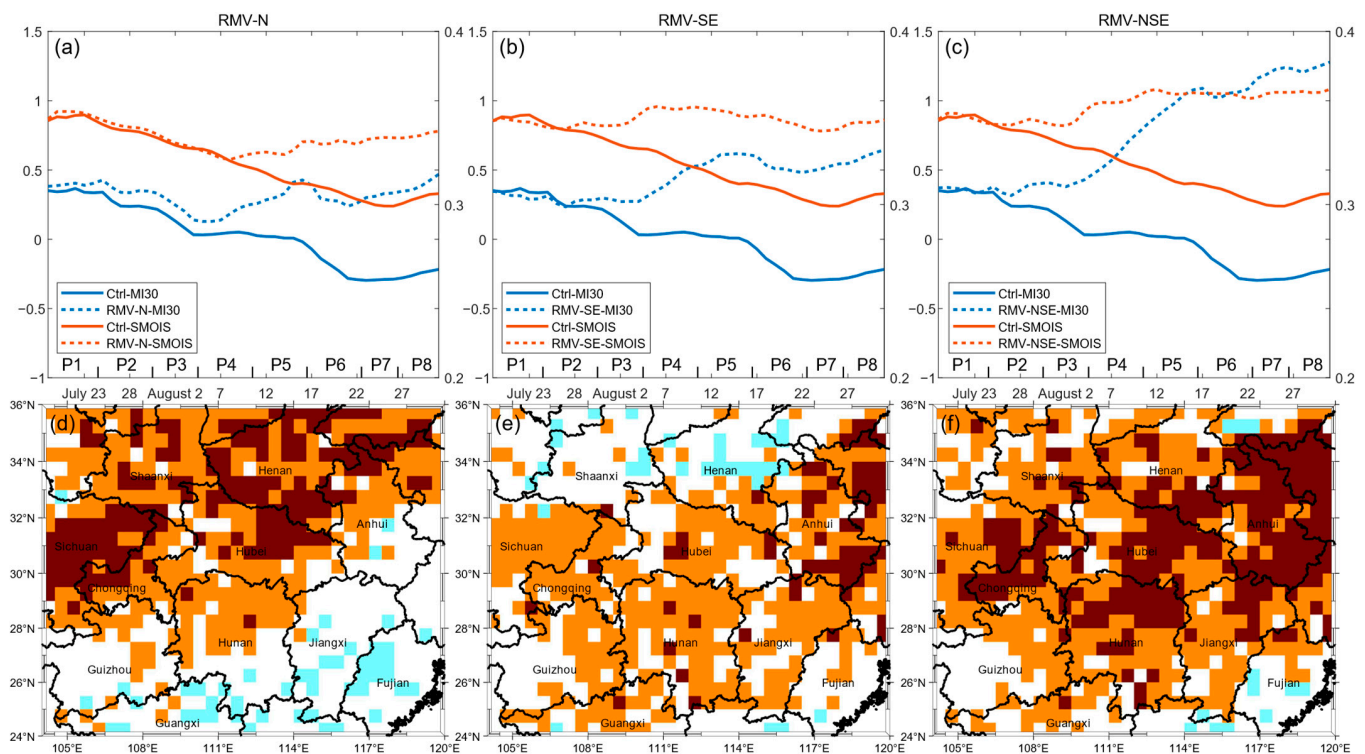 RMV-N
RMV-SE
RMV-NSE
(a)
1.5
1
0.5
0
−0.5
−1
0.4
0.3
0.2
Ctrl-MI30
RMV-N-MI30
Ctrl-SMOIS
RMV-N-SMOIS
P1 P2 P3 P4 P5 P6 P7 P8
July 23 28 August 2 7 12 17 22 27
(b)
1.5
1
0.5
0
−0.5
−1
0.4
0.3
0.2
Ctrl-MI30
RMV-SE-MI30
Ctrl-SMOIS
RMV-SE-SMOIS
P1 P2 P3 P4 P5 P6 P7 P8
July 23 28 August 2 7 12 17 22 27
(c)
1.5
1
0.5
0
−0.5
−1
0.4
0.3
0.2
Ctrl-MI30
RMV-NSE-MI30
Ctrl-SMOIS
RMV-NSE-SMOIS
P1 P2 P3 P4 P5 P6 P7 P8
July 23 28 August 2 7 12 17 22 27
(d)
36°N
34°N
32°N
30°N
28°N
26°N
24°N
Shaanxi
Henan
Anhui
Sichuan
Hubei
Chongqing
Hunan
Jiangxi
Guizhou
Fujian
Guangxi
105°E 108°E 111°E 114°E 117°E 120°E
(e)
36°N
34°N
32°N
30°N
28°N
26°N
24°N
Shaanxi
Henan
Anhui
Sichuan
Hubei
Chongqing
Hunan
Jiangxi
Guizhou
Fujian
Guangxi
105°E 108°E 111°E 114°E 117°E 120°E
(f)
36°N
34°N
32°N
30°N
28°N
26°N
24°N
Shaanxi
Henan
Anhui
Sichuan
Hubei
Chongqing
Hunan
Jiangxi
Guizhou
Fujian
Guangxi
105°E 108°E 111°E 114°E 117°E 120°E